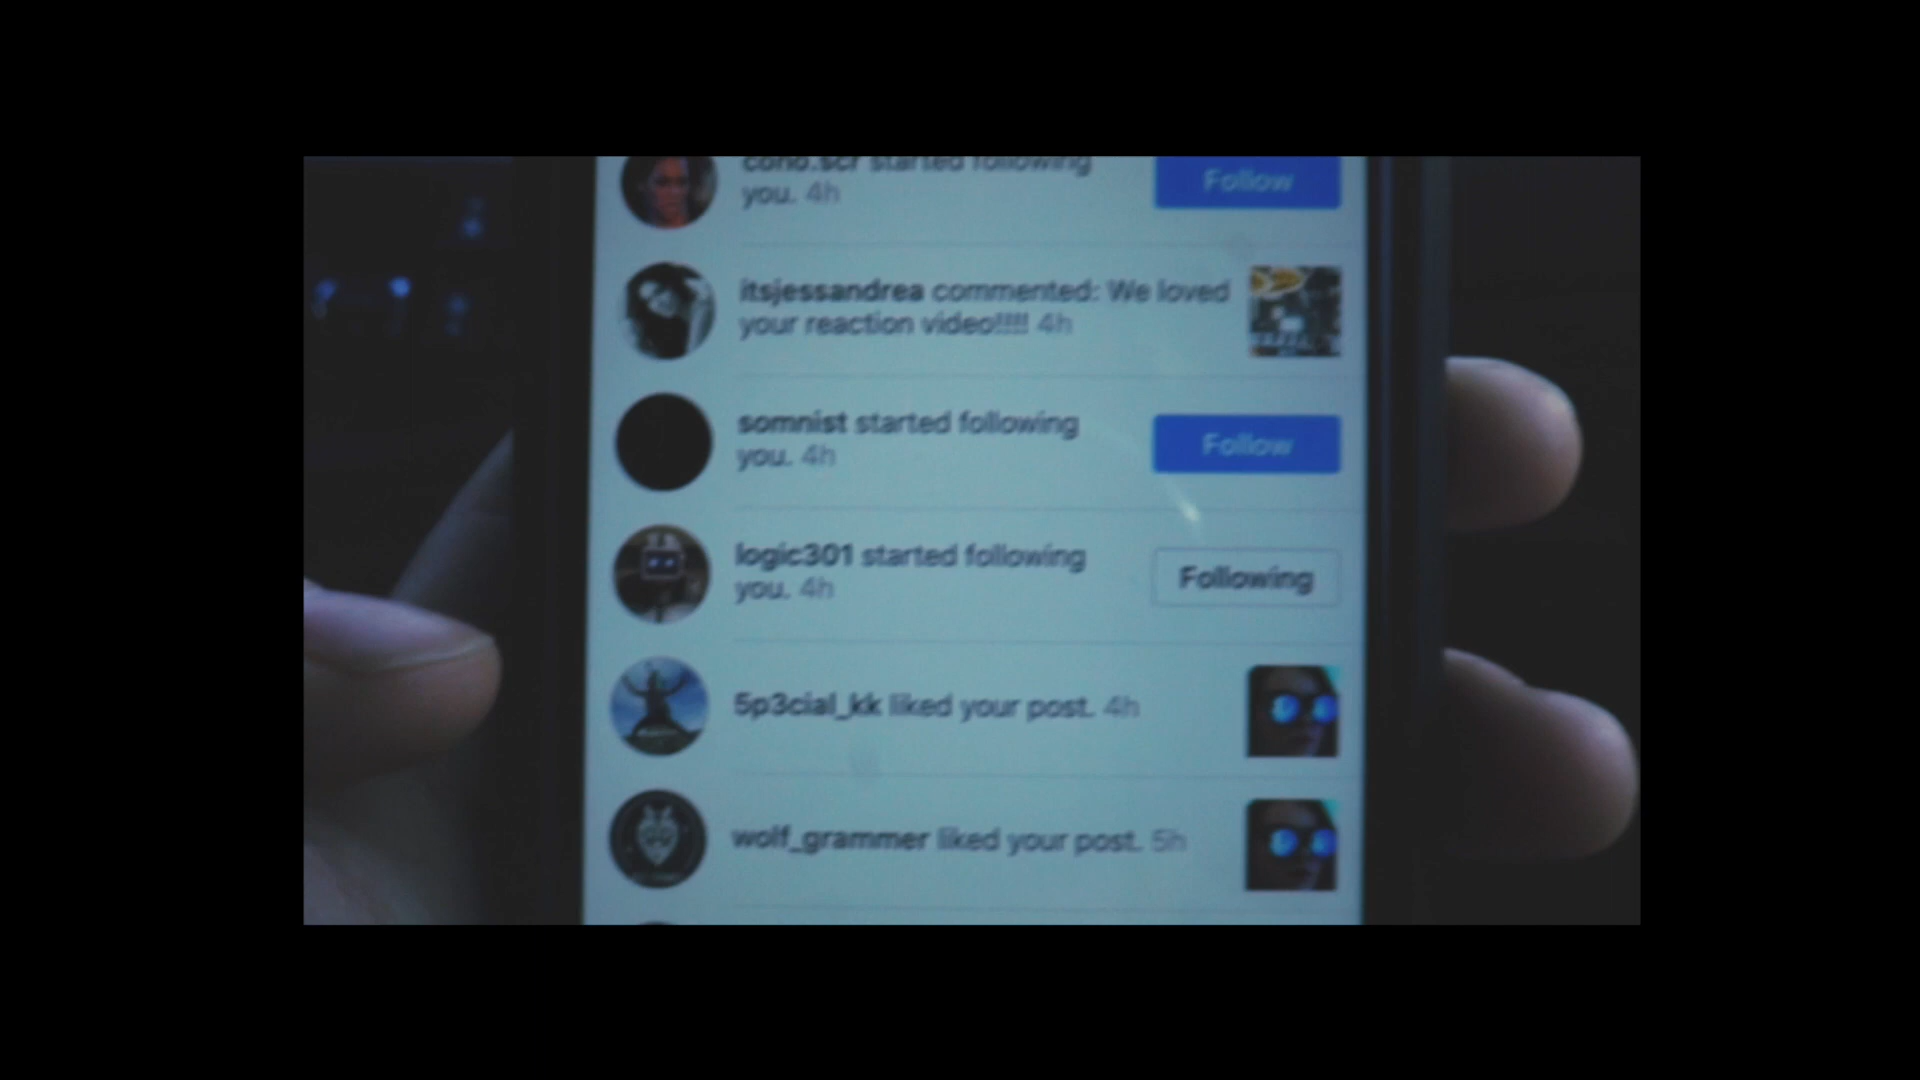 started following
you. 4h
Follow
itsjessandrea commented: We loved
your reaction video!!!! 4h
somnist started following
you. 4h
Follow
logic301 started following
you. 4h
Following
5p3cial_kk liked your post. 4h
wolf_grammer liked your post. 5h